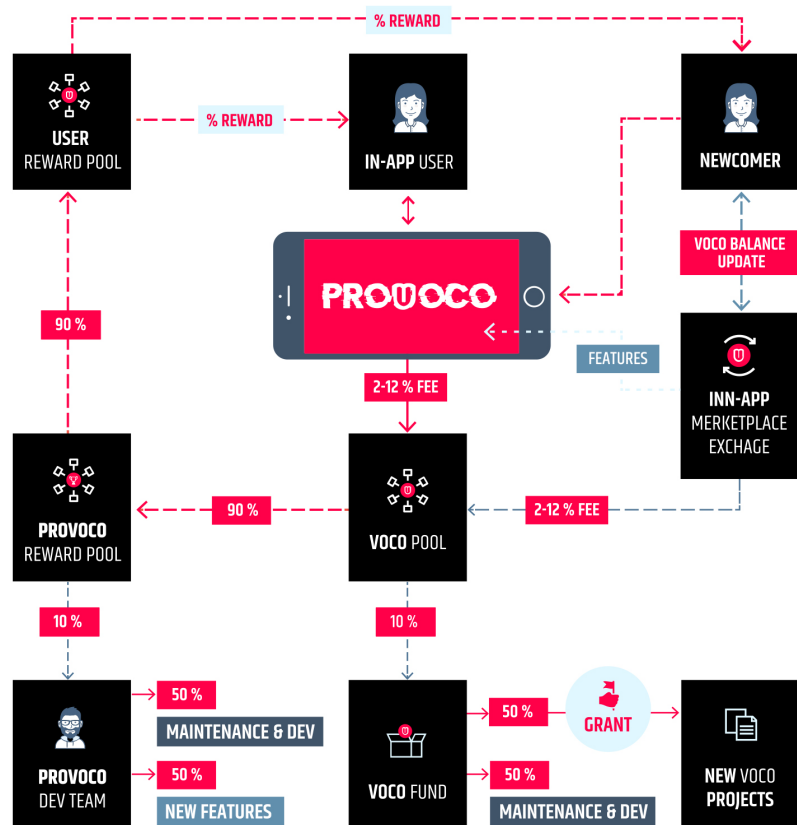 % REWARD
USER
REWARD POOL
% REWARD
IN-APP USER
NEWCOMER
PROVOCO
VOCO BALANCE
UPDATE
90 %
FEATURES
2-12 % FEE
INN-APP
MERKETPLACE
EXCHAGE
PROVOCO
REWARD POOL
90 %
VOCO POOL
2-12 % FEE
10 %
10 %
PROVOCO
DEV TEAM
50 %
MAINTENANCE & DEV
50 %
NEW FEATURES
VOCO FUND
50 %
GRANT
50 %
MAINTENANCE & DEV
NEW VOCO
PROJECTS